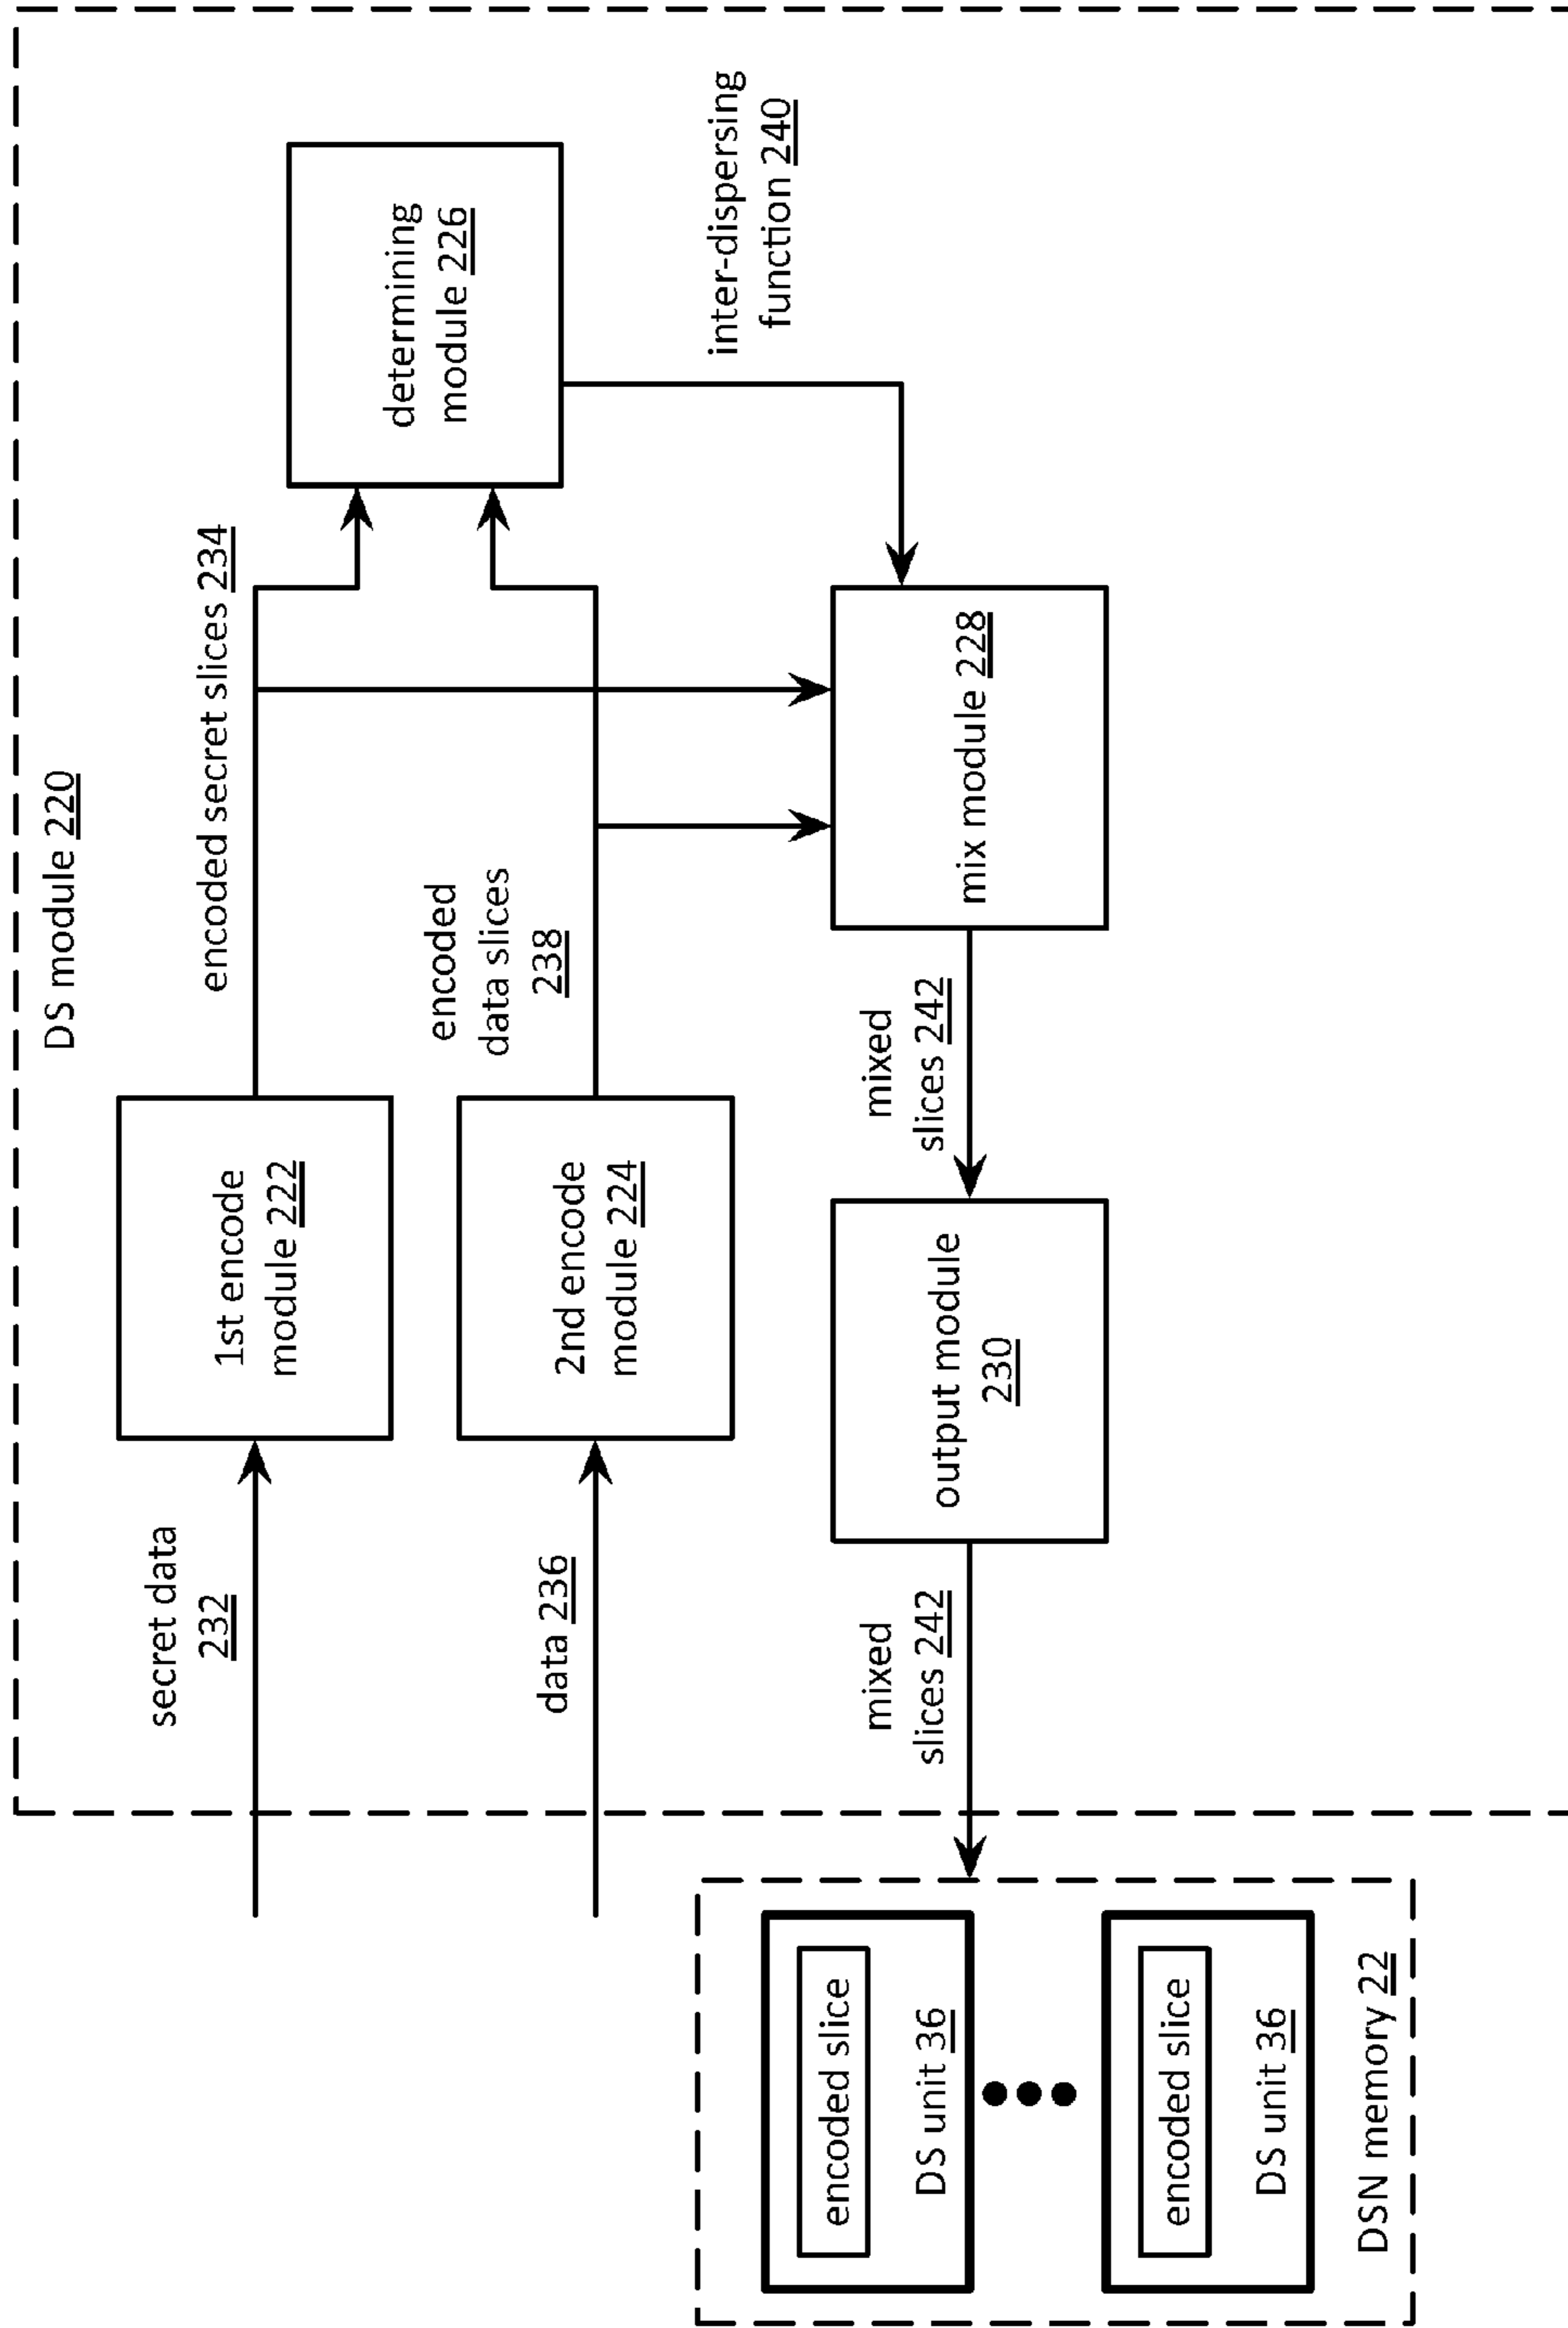 DS module 220
secret data
232
1st encode
module 222
encoded secret slices 234
determining
module 226
data 236
2nd encode
module 224
encoded
data slices
238
inter-dispersing
function 240
mixed
slices 242
output module
230
mixed
slices 242
mix module 228
encoded slice
DS unit 36
encoded slice
DS unit 36
DSN memory 22